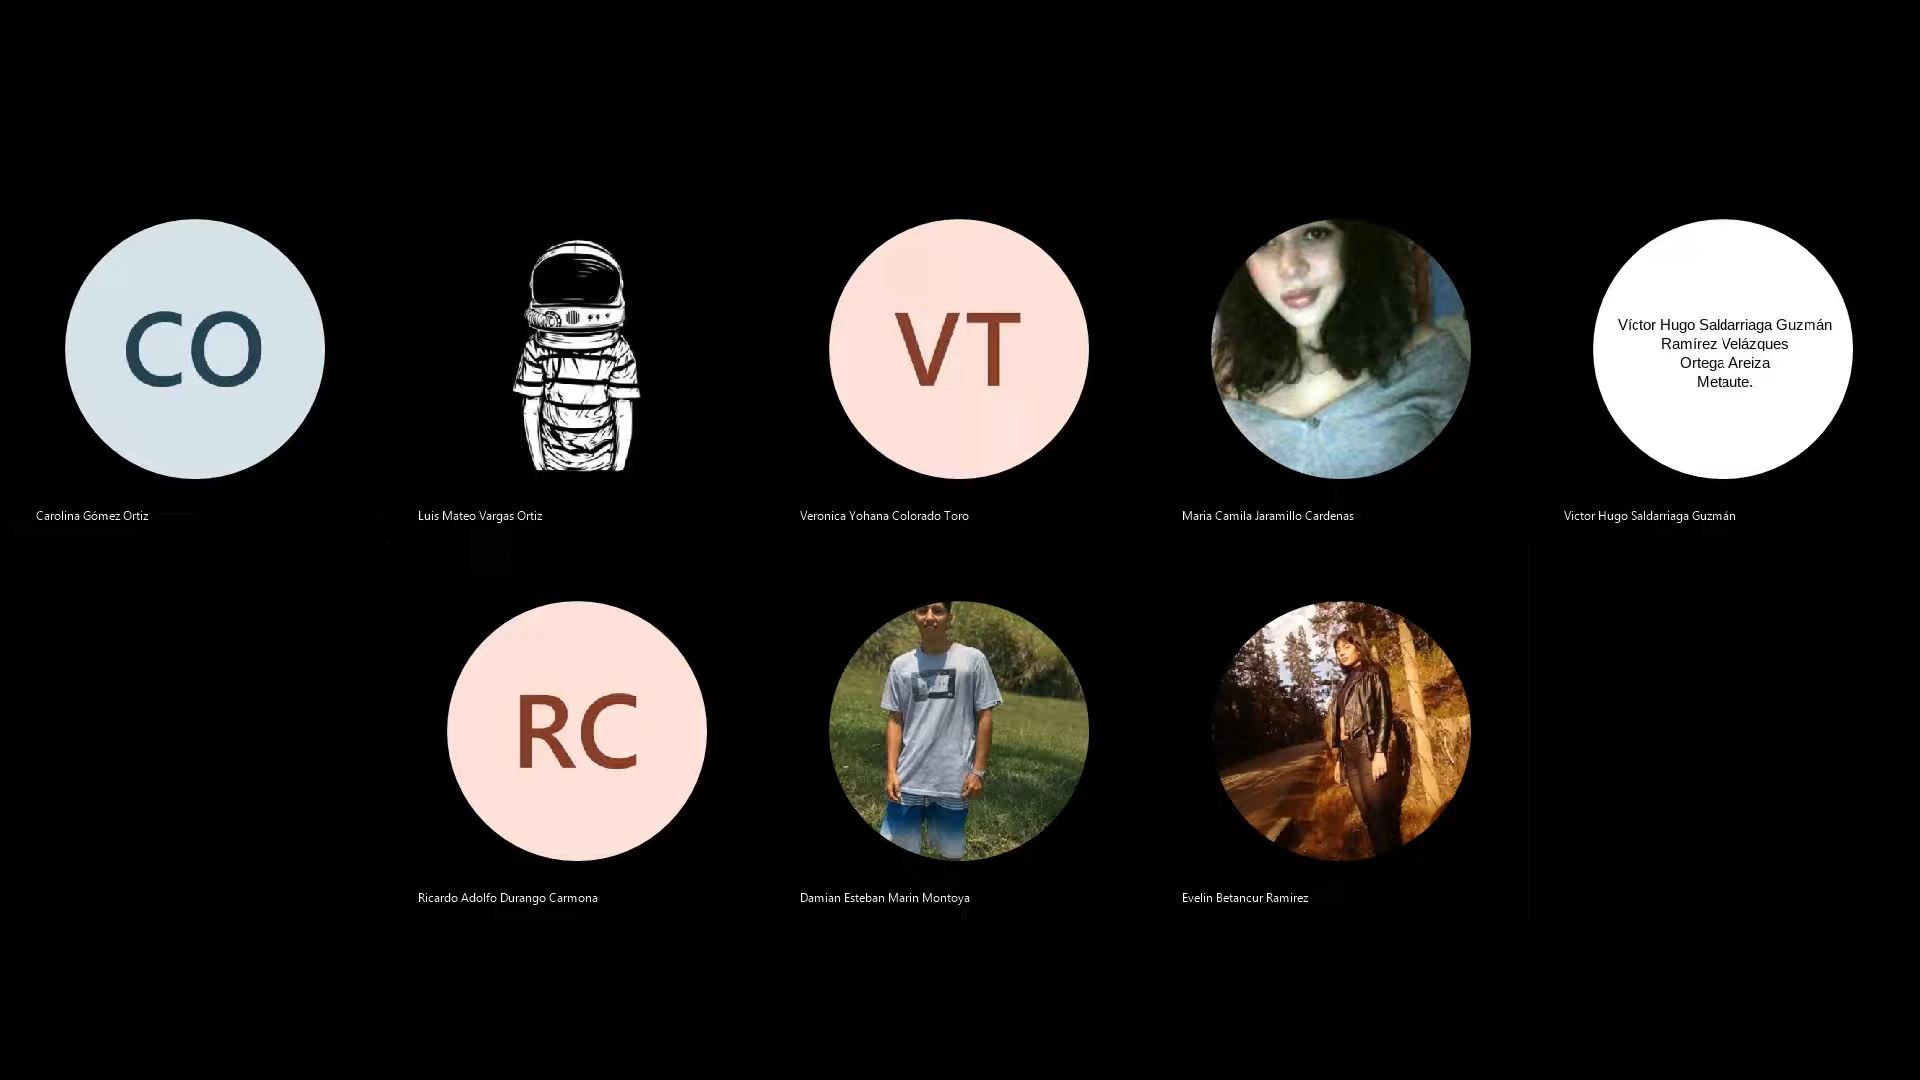 CO
VT
Víctor Hugo Saldarriaga Guzmán
Ramírez Velázques
Ortega Areiza
Metaute.
Carolina Gómez Ortiz
Luis Mateo Vargas Ortiz
Veronica Yohana Colorado Toro
Maria Camila Jaramillo Cardenas
Victor Hugo Saldarriaga Guzmán
RC
Ricardo Adolfo Durango Carmona
Damian Esteban Marin Montoya
Evelin Betancur Ramirez